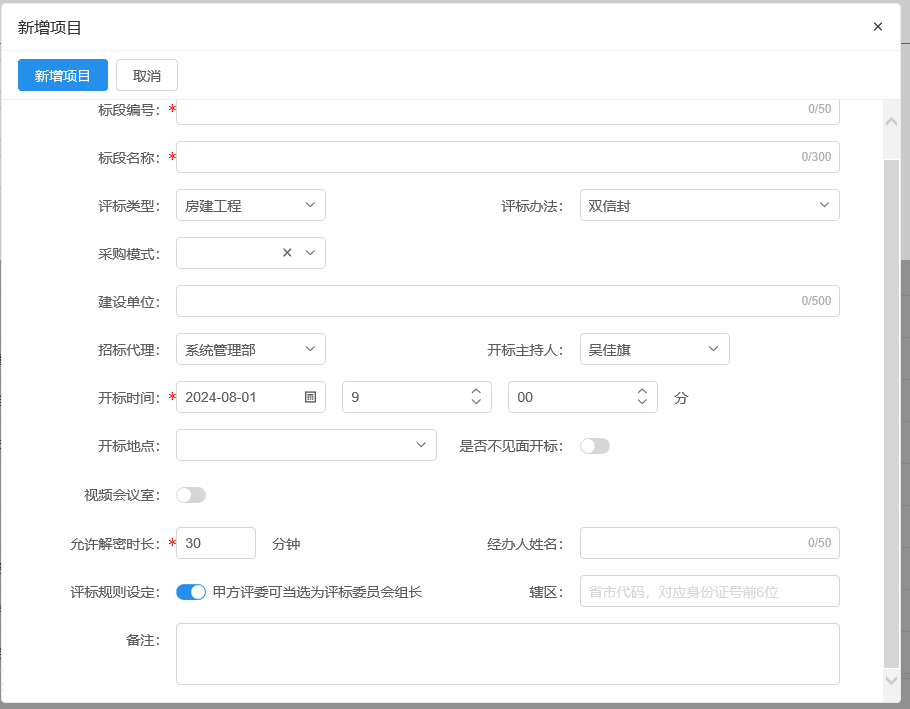 新增项目 ×
新增项目 取消
标段编号： * 0/50
标段名称： * 0/300
评标类型： 房建工程 评标办法： 双信封
采购模式：
建设单位： 0/500
招标代理： 系统管理部 开标主持人： 吴佳旗
开标时间： * 2024-08-01 9 00 分
开标地点： 是否不见面开标：
视频会议室：
允许解密时长： * 30 分钟 经办人姓名： 0/50
评标规则设定： 甲方评委可当选为评标委员会组长 辖区： 省市代码，对应身份证号前6位
备注：